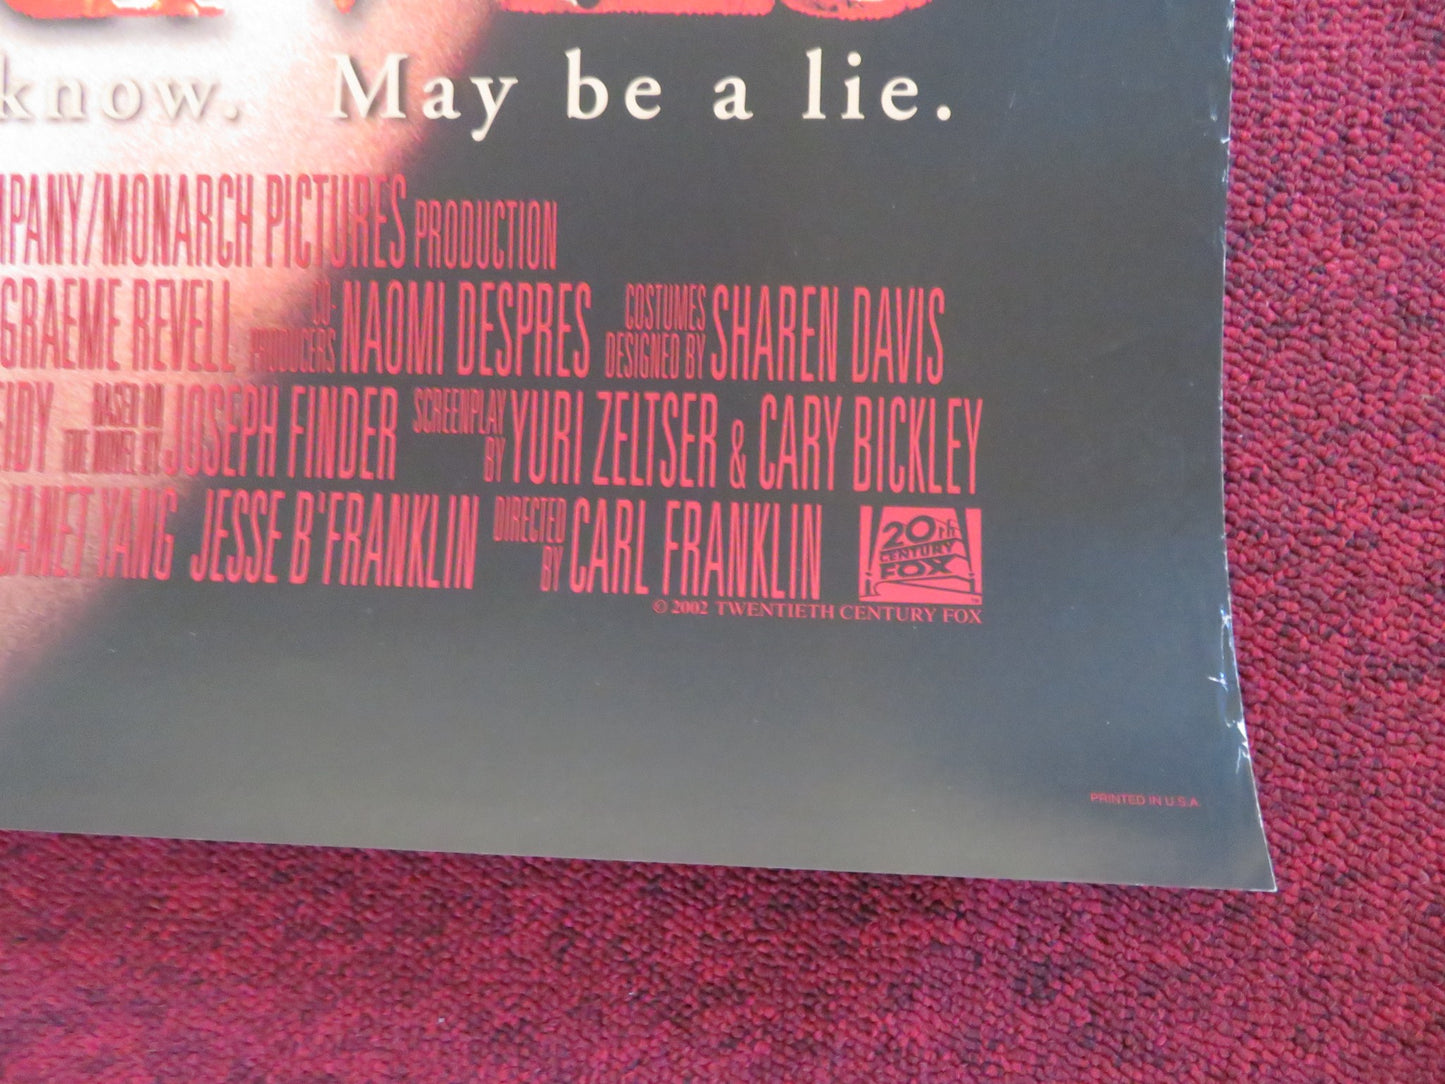 know. May be a lie.
MPANY/MONARCH PICTURES PRODUCTION
GRAEME REVELL CO-PRODUCERS NAOMI DESPRES COSTUMES DESIGNED BY SHAREN DAVIS
EIDY BASED ON THE NOVEL BY JOSEPH FINDER SCREENPLAY BY YURI ZELTSER & CARY BICKLEY
JANET YANG JESSE B'FRANKLIN DIRECTED BY CARL FRANKLIN 20TH CENTURY FOX ™
© 2002 TWENTIETH CENTURY FOX
PRINTED IN U.S.A.